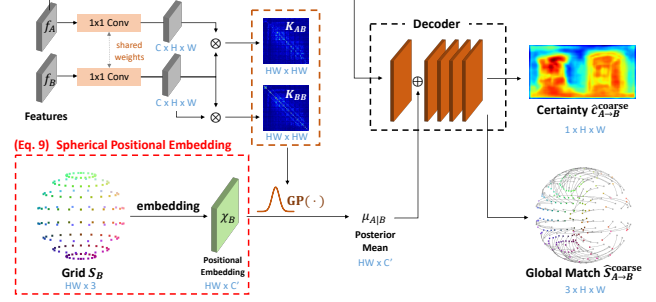 f_A
1x1 Conv
C x H x W
K_AB
HW x HW
shared
weights
f_B
1x1 Conv
C x H x W
K_BB
HW x HW
Features
Decoder
Certainty ĉ^coarse_A→B
1 x H x W
(Eq. 9) Spherical Positional Embedding
embedding
χ_B
GP(·)
μ_A|B
Posterior
Mean
HW x C'
Positional
Embedding
HW x C'
Grid S_B
HW x 3
Global Match Ŝ^coarse_A→B
3 x H x W